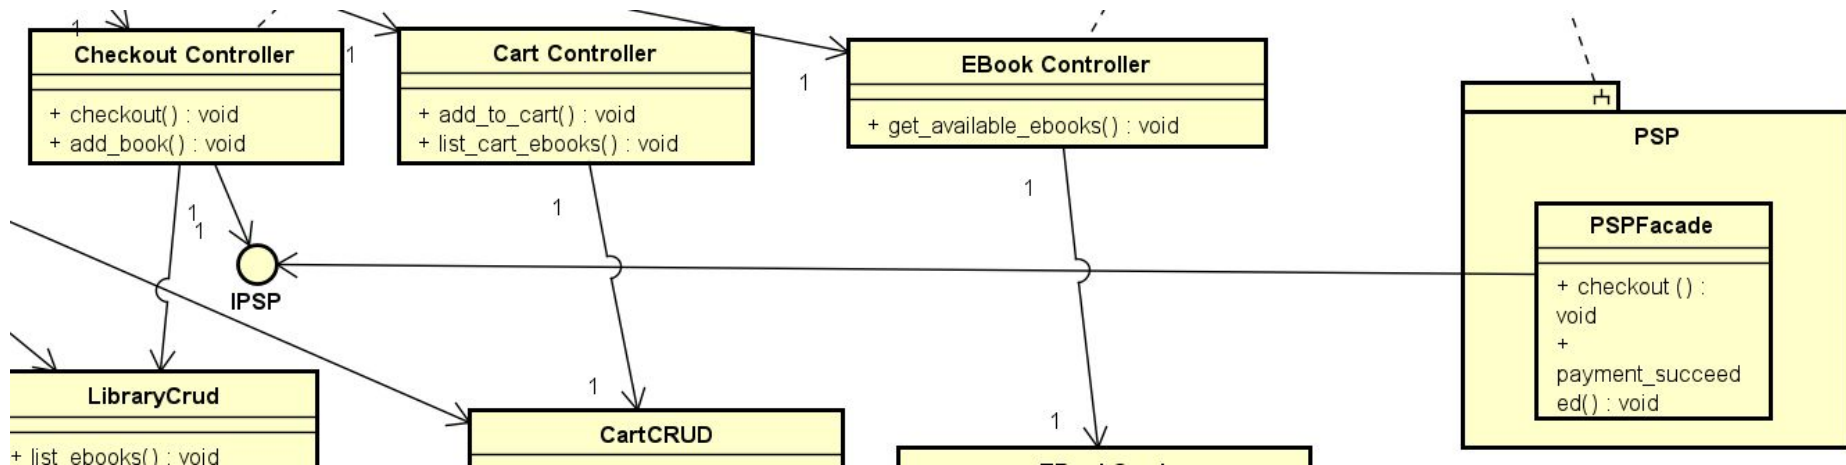 1
Checkout Controller
+ checkout() : void
+ add_book() : void
1
Cart Controller
+ add_to_cart() : void
+ list_cart_ebooks() : void
1
EBook Controller
+ get_available_ebooks() : void
PSP
PSPFacade
+ checkout () :
void
+
payment_succeed
ed() : void
1
1
1
1
IPSP
LibraryCrud
+ list_ebooks() : void
1
CartCRUD
1